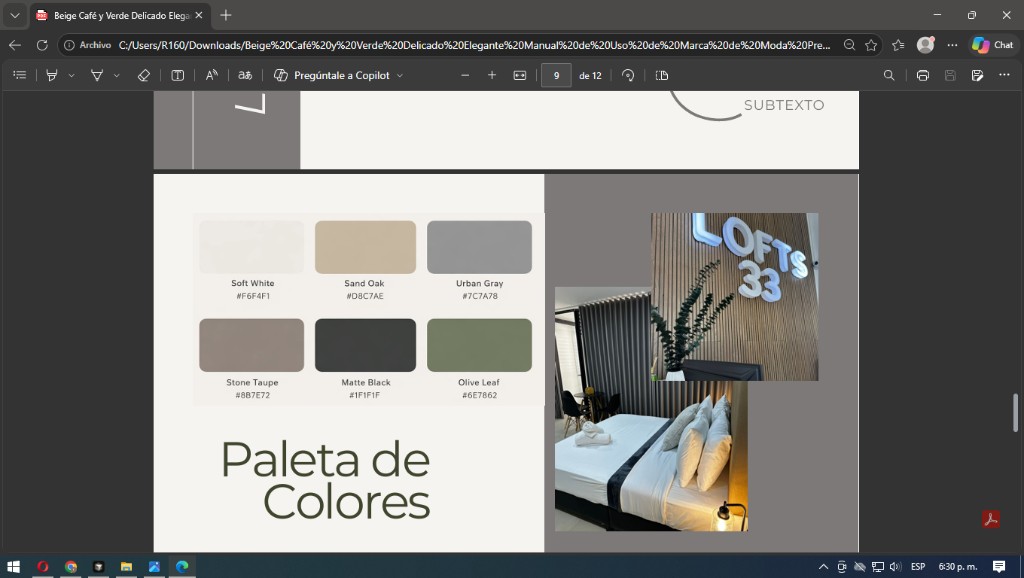 Beige Café y Verde Delicado Elega
Archivo
C:/Users/R160/Downloads/Beige%20Café%20y%20Verde%20Delicado%20Elegante%20Manual%20de%20Uso%20de%20Marca%20de%20Moda%20Pre...
Chat
Pregúntale a Copilot
9 de 12
SUBTEXTO
LOFTS
33
Soft White
#F6F4F1
Sand Oak
#D8C7AE
Urban Gray
#7C7A78
Stone Taupe
#8B7E72
Matte Black
#1F1F1F
Olive Leaf
#6E7862
Paleta de
Colores
ESP
6:30 p. m.